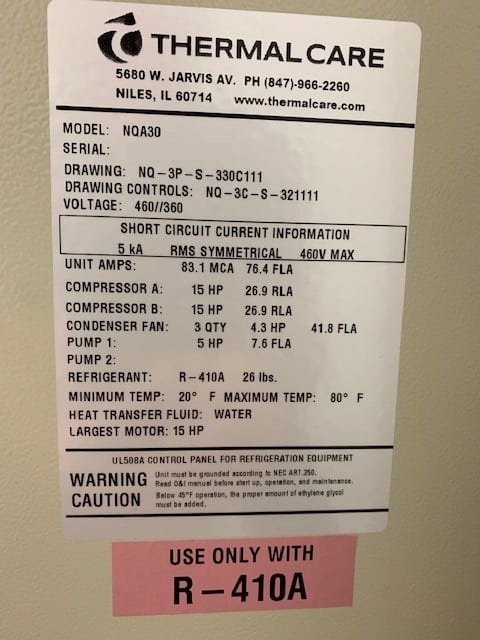 THERMALCARE
5680 W. JARVIS AV. PH (847)-966-2260
NILES, IL 60714 www.thermalcare.com
MODEL: NQA30
SERIAL:
DRAWING: NQ-3P-S-330C111
DRAWING CONTROLS: NQ-3C-S-321111
VOLTAGE: 460//360
SHORT CIRCUIT CURRENT INFORMATION
5 kA RMS SYMMETRICAL 460V MAX
UNIT AMPS: 83.1 MCA 76.4 FLA
COMPRESSOR A: 15 HP 26.9 RLA
COMPRESSOR B: 15 HP 26.9 RLA
CONDENSER FAN: 3 QTY 4.3 HP 41.8 FLA
PUMP 1: 5 HP 7.6 FLA
PUMP 2:
REFRIGERANT: R-410A 26 lbs.
MINIMUM TEMP: 20° F MAXIMUM TEMP: 80° F
HEAT TRANSFER FLUID: WATER
LARGEST MOTOR: 15 HP
UL508A CONTROL PANEL FOR REFRIGERATION EQUIPMENT
WARNING
CAUTION
Unit must be grounded according to NEC ART.250.
Read O&I manual before start up, operation, and maintenance.
Below 45°F operation, the proper amount of ethylene glycol
must be added.
USE ONLY WITH
R-410A